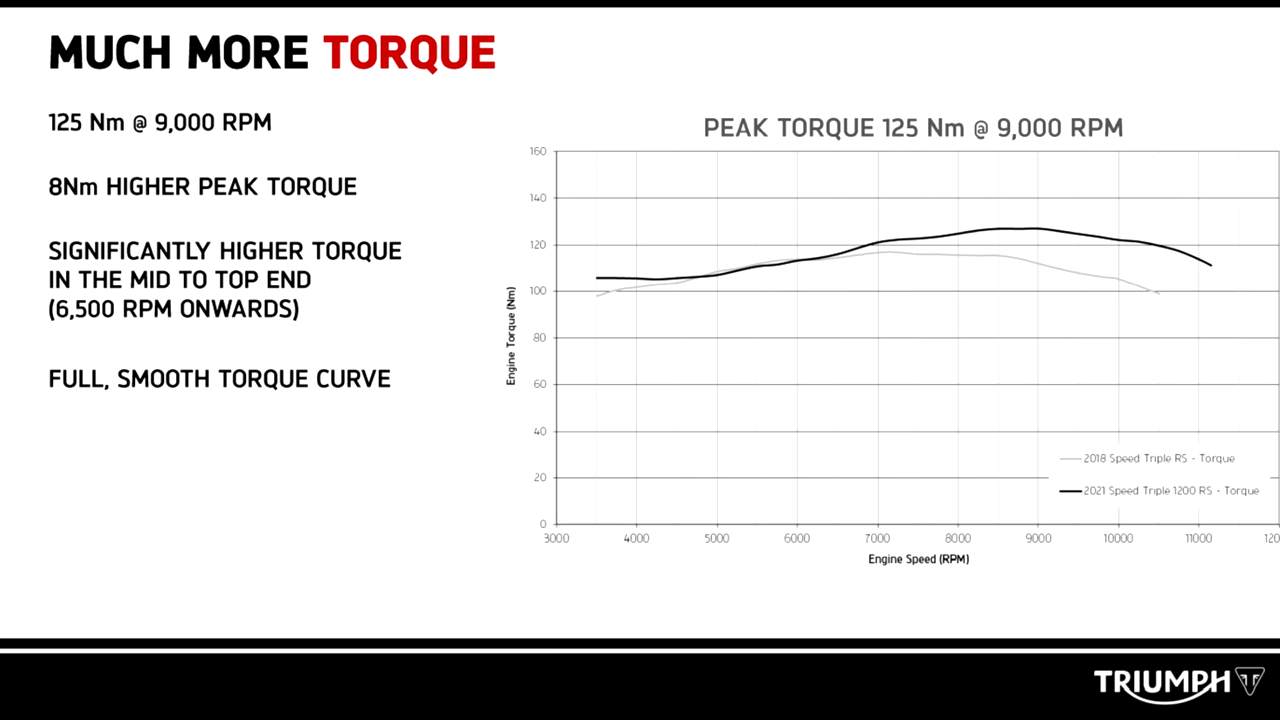 MUCH MORE TORQUE
125 Nm @ 9,000 RPM
8Nm HIGHER PEAK TORQUE
SIGNIFICANTLY HIGHER TORQUE
IN THE MID TO TOP END
(6,500 RPM ONWARDS)
FULL, SMOOTH TORQUE CURVE
PEAK TORQUE 125 Nm @ 9,000 RPM
160
140
120
100
80
60
40
20
0
Engine Torque (Nm)
2018 Speed Triple RS - Torque
2021 Speed Triple 1200 RS - Torque
3000 4000 5000 6000 7000 8000 9000 10000 11000 120
Engine Speed (RPM)
TRIUMPH